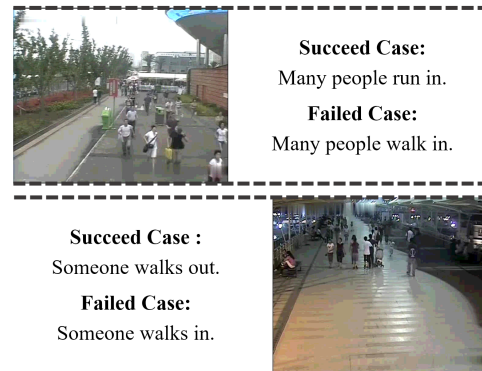 Succeed Case:
Many people run in.
Failed Case:
Many people walk in.
Succeed Case :
Someone walks out.
Failed Case:
Someone walks in.